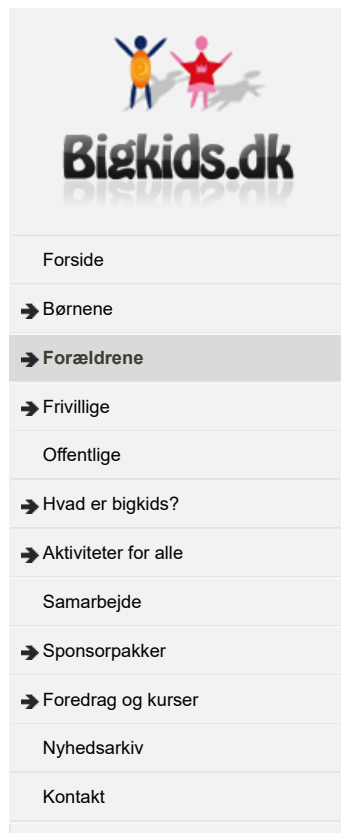 Bigkids.dk
Forside
Børnene
Forældrene
Frivillige
Offentlige
Hvad er bigkids?
Aktiviteter for alle
Samarbejde
Sponsorpakker
Foredrag og kurser
Nyhedsarkiv
Kontakt